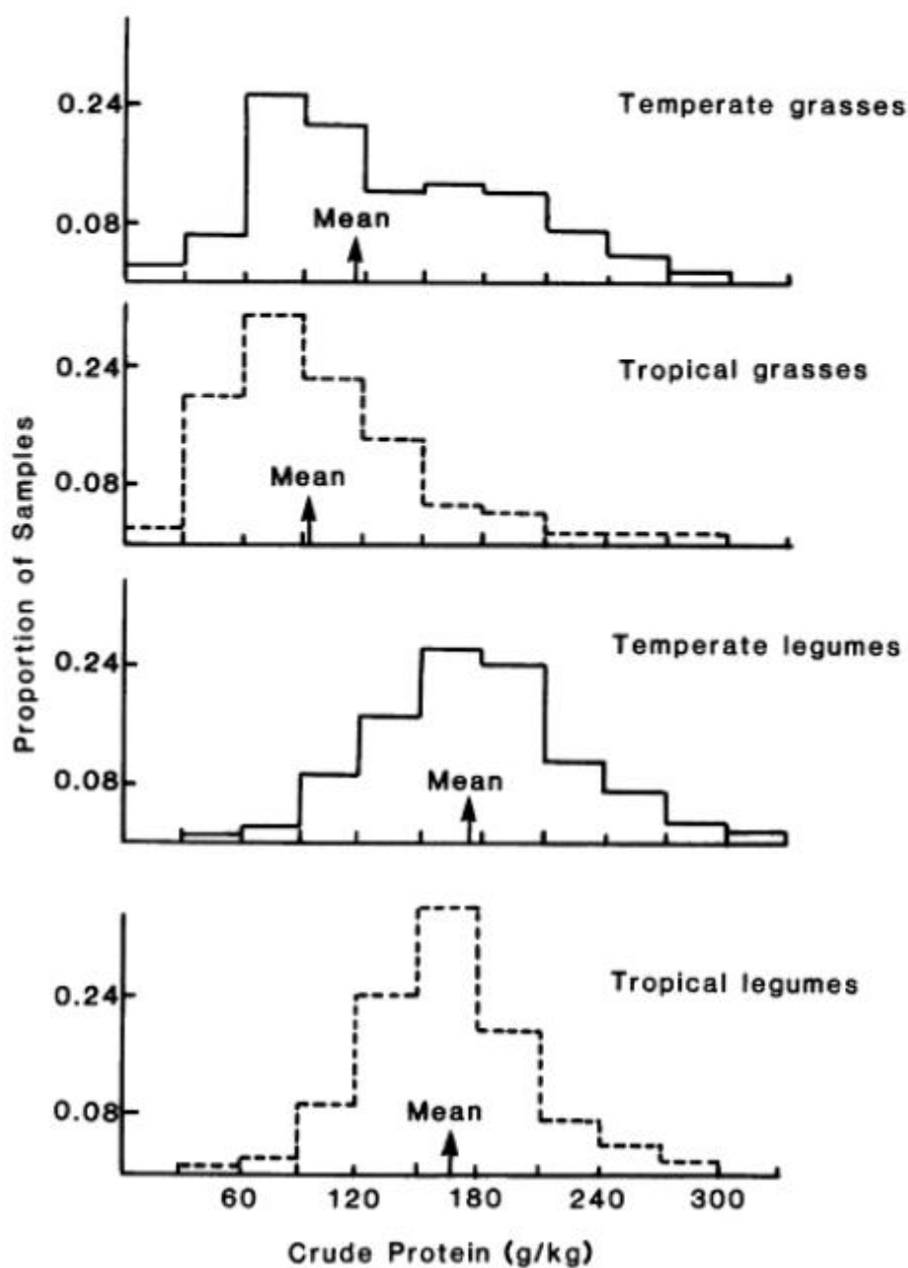 0.24
Temperate grasses
0.08
Mean
0.24
Tropical grasses
0.08
Mean
Proportion of Samples
0.24
Temperate legumes
0.08
Mean
0.24
Tropical legumes
0.08
Mean
60 120 180 240 300
Crude Protein (g/kg)